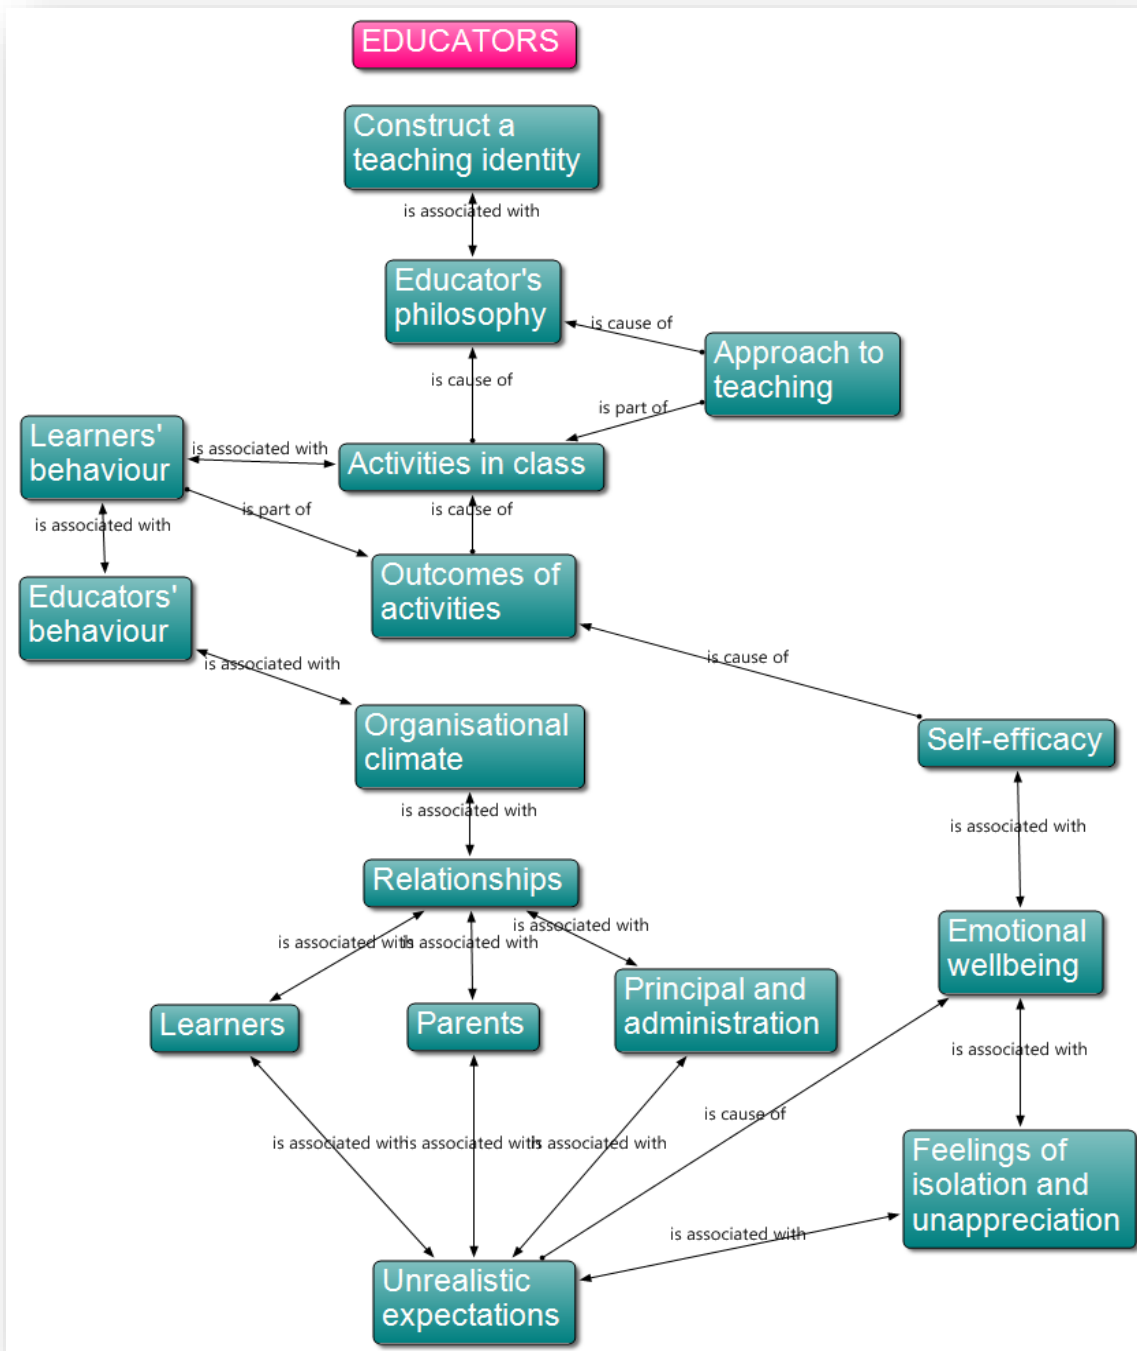 EDUCATORS
Construct a
teaching identity
is associated with
Educator's
philosophy
is cause of
Approach to
teaching
is cause of
is part of
Learners'
behaviour
is associated with
Activities in class
is associated with
is part of
is cause of
Educators'
behaviour
Outcomes of
activities
is associated with
is cause of
Organisational
climate
Self-efficacy
is associated with
is associated with
Relationships
is associated with
is associated with
is associated with
Emotional
wellbeing
Learners
Parents
Principal and
administration
is associated with
is cause of
is associated with
is associated with
is associated with
Feelings of
isolation and
unappreciation
is associated with
Unrealistic
expectations